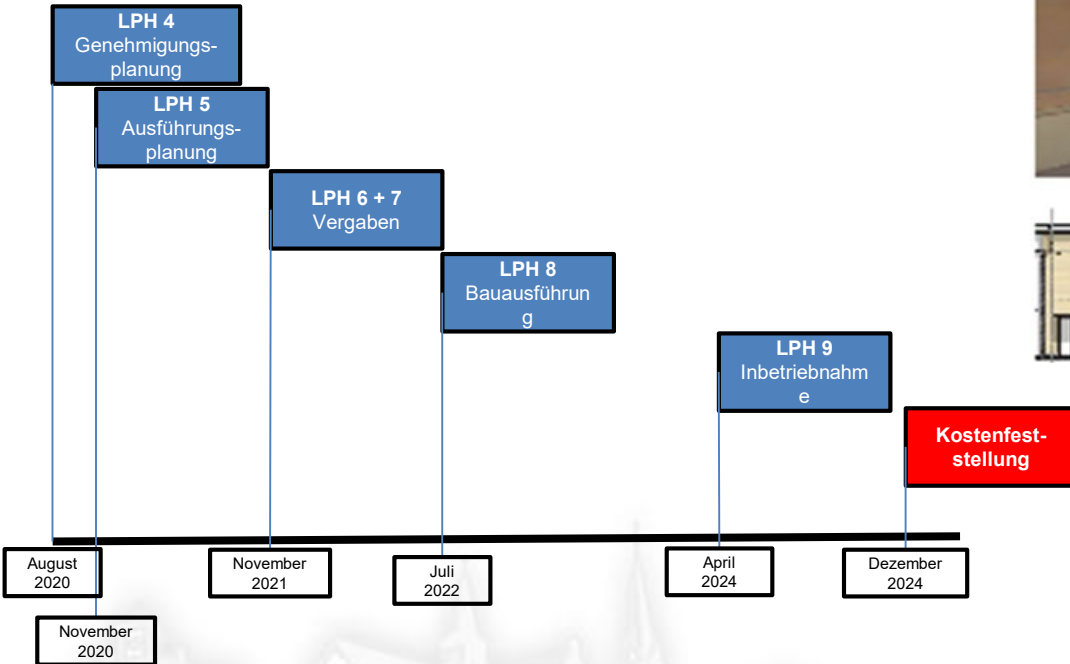 LPH 4
Genehmigungs-
planung
LPH 5
Ausführungs-
planung
LPH 6 + 7
Vergaben
LPH 8
Bauausführun
g
LPH 9
Inbetriebnahm
e
Kostenfest-
stellung
August
2020
November
2020
November
2021
Juli
2022
April
2024
Dezember
2024